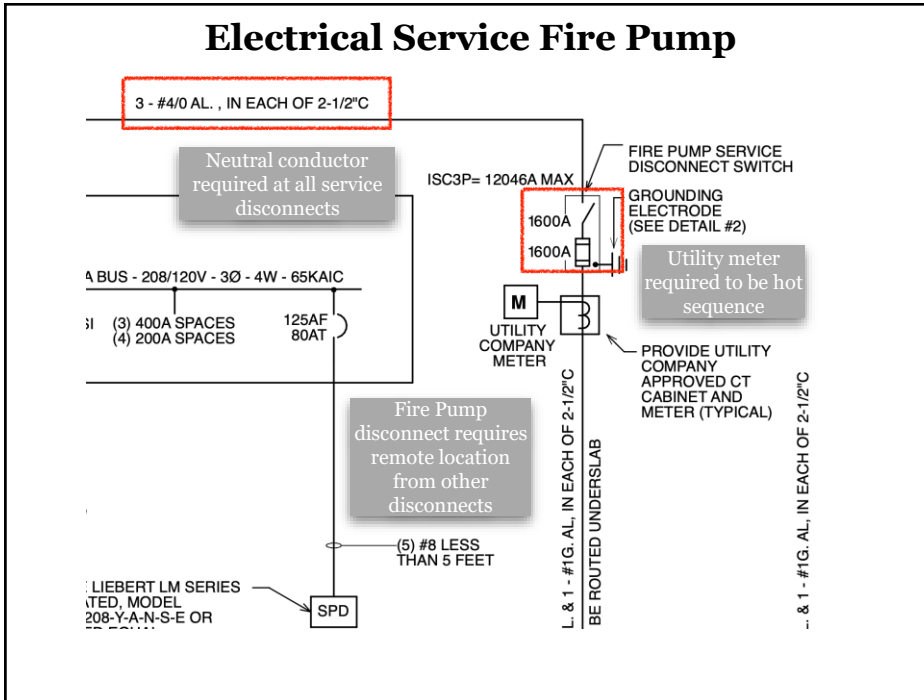 Electrical Service Fire Pump
3 - #4/0 AL. , IN EACH OF 2-1/2"C
Neutral conductor
required at all service
disconnects
ISC3P= 12046A MAX
FIRE PUMP SERVICE
DISCONNECT SWITCH
1600A
1600A
GROUNDING
ELECTRODE
(SEE DETAIL #2)
Utility meter
required to be hot
sequence
A BUS - 208/120V - 3Ø - 4W - 65KAIC
SI
(3) 400A SPACES
(4) 200A SPACES
125AF
80AT
M
UTILITY
COMPANY
METER
PROVIDE UTILITY
COMPANY
APPROVED CT
CABINET AND
METER (TYPICAL)
Fire Pump
disconnect requires
remote location
from other
disconnects
L. & 1 - #1G. AL, IN EACH OF 2-1/2"C
BE ROUTED UNDERSLAB
.. & 1 - #1G. AL, IN EACH OF 2-1/2"C
(5) #8 LESS
THAN 5 FEET
LIEBERT LM SERIES
ATED, MODEL
208-Y-A-N-S-E OR
SPD